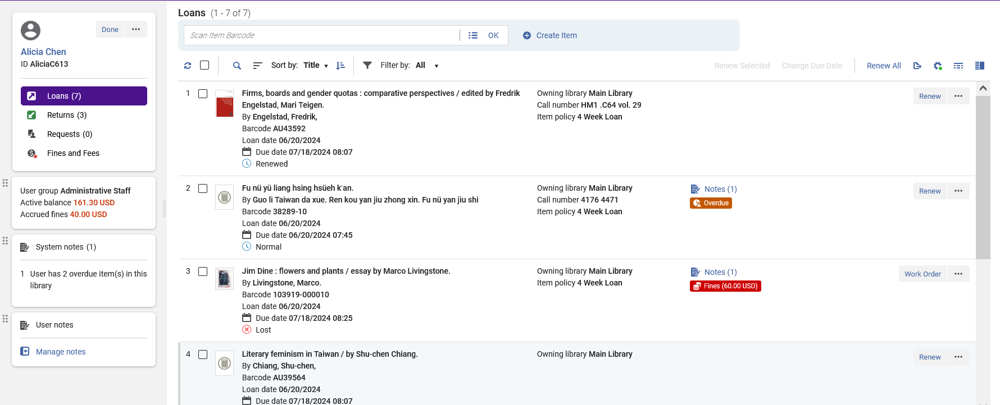 Done
Alicia Chen
ID AliciaC613
Loans (7)
Returns (3)
Requests (0)
Fines and Fees
User group Administrative Staff
Active balance 161.30 USD
Accrued fines 40.00 USD
System notes (1)
1 User has 2 overdue item(s) in this
library
User notes
Manage notes
Loans (1 - 7 of 7)
Scan Item Barcode
OK
Create Item
Sort by: Title
Filter by: All
Renew Selected
Change Due Date
Renew All
1
Firms, boards and gender quotas : comparative perspectives / edited by Fredrik
Engelstad, Mari Teigen.
By Engelstad, Fredrik,
Barcode AU43592
Loan date 06/20/2024
Due date 07/18/2024 08:07
Renewed
Owning library Main Library
Call number HM1 .C64 vol. 29
Item policy 4 Week Loan
Renew
2
Fu nü yü liang hsing hsüeh kʻan.
By Guo li Taiwan da xue. Ren kou yan jiu zhong xin. Fu nü yan jiu shi
Barcode 38289-10
Loan date 06/20/2024
Due date 06/20/2024 07:45
Normal
Owning library Main Library
Call number 4176 4471
Item policy 4 Week Loan
Notes (1)
Overdue
Renew
3
Jim Dine : flowers and plants / essay by Marco Livingstone.
By Livingstone, Marco.
Barcode 103919-000010
Loan date 06/20/2024
Due date 07/18/2024 08:25
Lost
Owning library Main Library
Item policy 4 Week Loan
Notes (1)
Fines (60.00 USD)
Work Order
4
Literary feminism in Taiwan / by Shu-chen Chiang.
By Chiang, Shu-chen,
Barcode AU39564
Loan date 06/20/2024
Due date 07/18/2024 08:07
Owning library Main Library
Renew